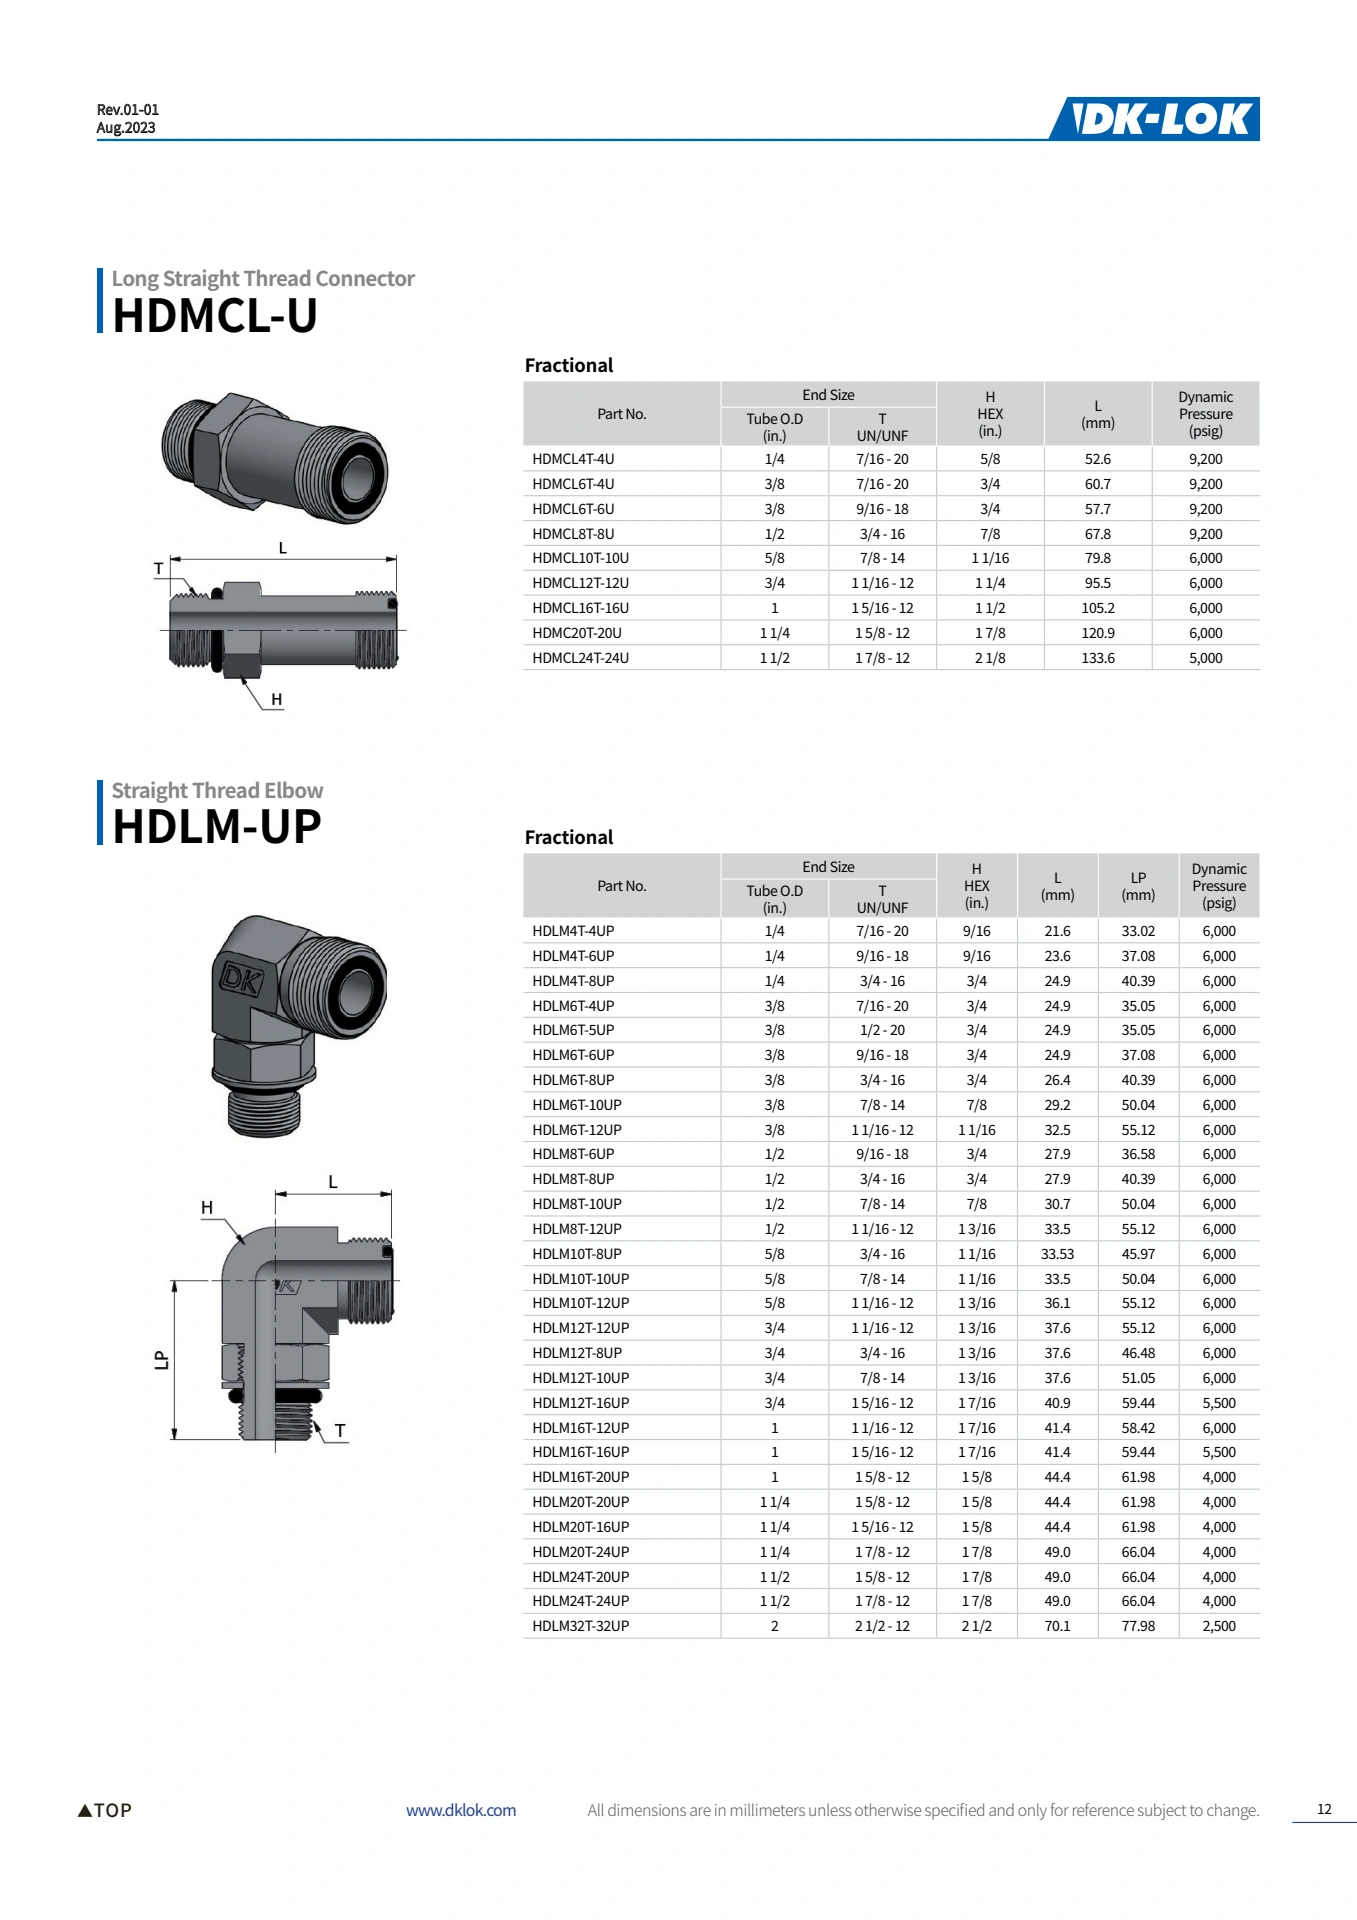 Rev.01-01
Aug.2023
DK-LOK
Long Straight Thread Connector
HDMCL-U
L
T
H
Fractional
Part No. End Size H HEX (in.) L (mm) Dynamic Pressure (psig)
Tube O.D (in.) T UN/UNF
HDMCL4T-4U 1/4 7/16 - 20 5/8 52.6 9,200
HDMCL6T-4U 3/8 7/16 - 20 3/4 60.7 9,200
HDMCL6T-6U 3/8 9/16 - 18 3/4 57.7 9,200
HDMCL8T-8U 1/2 3/4 - 16 7/8 67.8 9,200
HDMCL10T-10U 5/8 7/8 - 14 1 1/16 79.8 6,000
HDMCL12T-12U 3/4 1 1/16 - 12 1 1/4 95.5 6,000
HDMCL16T-16U 1 1 5/16 - 12 1 1/2 105.2 6,000
HDMC20T-20U 1 1/4 1 5/8 - 12 1 7/8 120.9 6,000
HDMCL24T-24U 1 1/2 1 7/8 - 12 2 1/8 133.6 5,000
Straight Thread Elbow
HDLM-UP
DK
L
H
K
LP
T
Fractional
Part No. End Size H HEX (in.) L (mm) LP (mm) Dynamic Pressure (psig)
Tube O.D (in.) T UN/UNF
HDLM4T-4UP 1/4 7/16 - 20 9/16 21.6 33.02 6,000
HDLM4T-6UP 1/4 9/16 - 18 9/16 23.6 37.08 6,000
HDLM4T-8UP 1/4 3/4 - 16 3/4 24.9 40.39 6,000
HDLM6T-4UP 3/8 7/16 - 20 3/4 24.9 35.05 6,000
HDLM6T-5UP 3/8 1/2 - 20 3/4 24.9 35.05 6,000
HDLM6T-6UP 3/8 9/16 - 18 3/4 24.9 37.08 6,000
HDLM6T-8UP 3/8 3/4 - 16 3/4 26.4 40.39 6,000
HDLM6T-10UP 3/8 7/8 - 14 7/8 29.2 50.04 6,000
HDLM6T-12UP 3/8 1 1/16 - 12 1 1/16 32.5 55.12 6,000
HDLM8T-6UP 1/2 9/16 - 18 3/4 27.9 36.58 6,000
HDLM8T-8UP 1/2 3/4 - 16 3/4 27.9 40.39 6,000
HDLM8T-10UP 1/2 7/8 - 14 7/8 30.7 50.04 6,000
HDLM8T-12UP 1/2 1 1/16 - 12 1 3/16 33.5 55.12 6,000
HDLM10T-8UP 5/8 3/4 - 16 1 1/16 33.53 45.97 6,000
HDLM10T-10UP 5/8 7/8 - 14 1 1/16 33.5 50.04 6,000
HDLM10T-12UP 5/8 1 1/16 - 12 1 3/16 36.1 55.12 6,000
HDLM12T-12UP 3/4 1 1/16 - 12 1 3/16 37.6 55.12 6,000
HDLM12T-8UP 3/4 3/4 - 16 1 3/16 37.6 46.48 6,000
HDLM12T-10UP 3/4 7/8 - 14 1 3/16 37.6 51.05 6,000
HDLM12T-16UP 3/4 1 5/16 - 12 1 7/16 40.9 59.44 5,500
HDLM16T-12UP 1 1 1/16 - 12 1 7/16 41.4 58.42 6,000
HDLM16T-16UP 1 1 5/16 - 12 1 7/16 41.4 59.44 5,500
HDLM16T-20UP 1 1 5/8 - 12 1 5/8 44.4 61.98 4,000
HDLM20T-20UP 1 1/4 1 5/8 - 12 1 5/8 44.4 61.98 4,000
HDLM20T-16UP 1 1/4 1 5/16 - 12 1 5/8 44.4 61.98 4,000
HDLM20T-24UP 1 1/4 1 7/8 - 12 1 7/8 49.0 66.04 4,000
HDLM24T-20UP 1 1/2 1 5/8 - 12 1 7/8 49.0 66.04 4,000
HDLM24T-24UP 1 1/2 1 7/8 - 12 1 7/8 49.0 66.04 4,000
HDLM32T-32UP 2 2 1/2 - 12 2 1/2 70.1 77.98 2,500
▲TOP
www.dklok.com
All dimensions are in millimeters unless otherwise specified and only for reference subject to change.
12